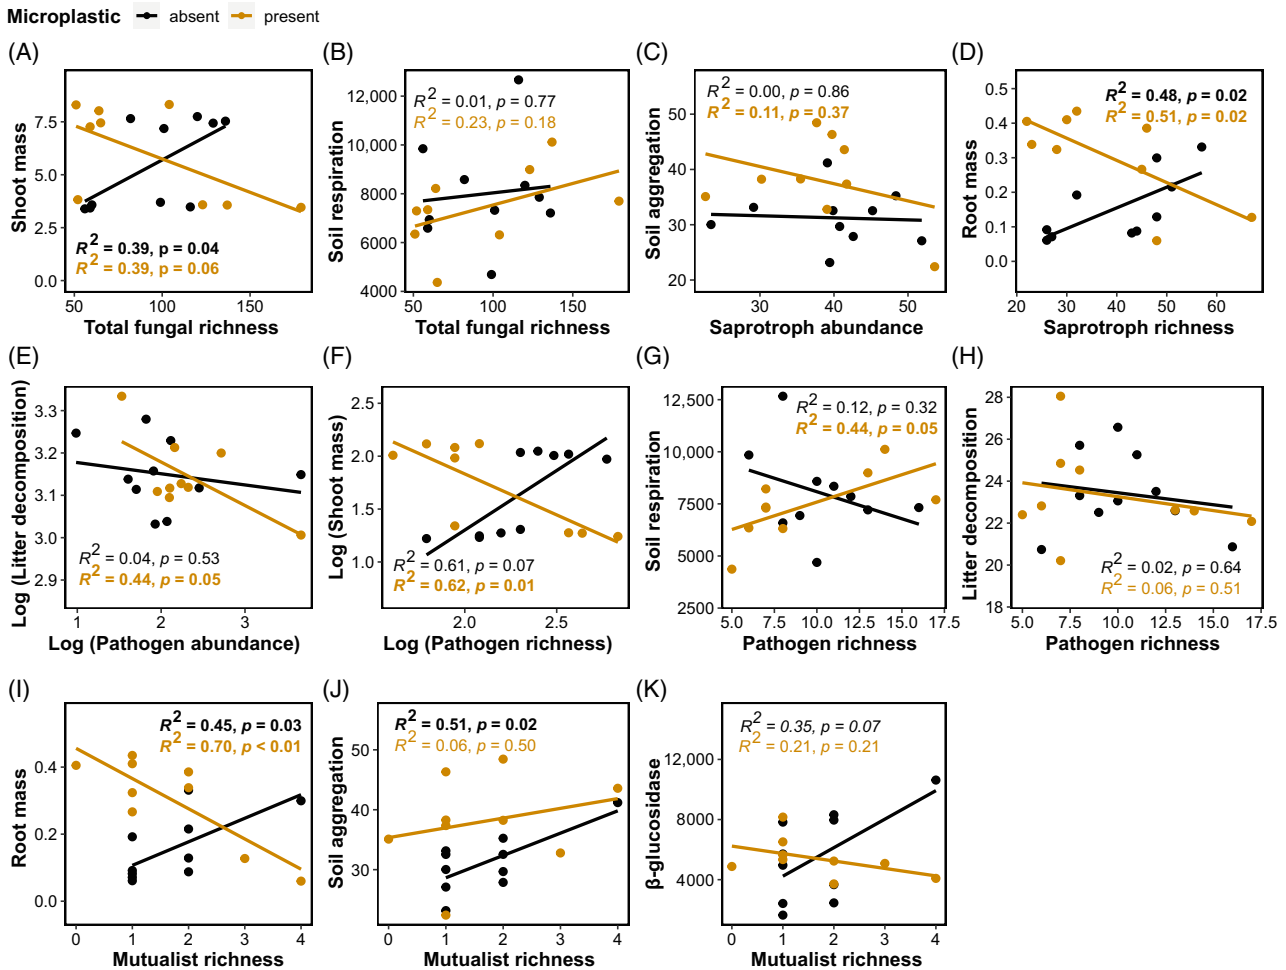 Microplastic absent present
(A) (B) (C) (D)
Shoot mass
7.5
5.0
2.5
0.0
R² = 0.39, p = 0.04
R² = 0.39, p = 0.06
50 100 150
Total fungal richness
Soil respiration
12,000
10,000
8000
6000
4000
R² = 0.01, p = 0.77
R² = 0.23, p = 0.18
50 100 150
Total fungal richness
Soil aggregation
50
40
30
20
R² = 0.00, p = 0.86
R² = 0.11, p = 0.37
30 40 50
Saprotroph abundance
Root mass
0.5
0.4
0.3
0.2
0.1
0.0
R² = 0.48, p = 0.02
R² = 0.51, p = 0.02
20 30 40 50 60
Saprotroph richness
(E) (F) (G) (H)
Log (Litter decomposition)
3.3
3.2
3.1
3.0
2.9
R² = 0.04, p = 0.53
R² = 0.44, p = 0.05
1 2 3
Log (Pathogen abundance)
Log (Shoot mass)
2.5
2.0
1.5
1.0
R² = 0.61, p = 0.07
R² = 0.62, p = 0.01
2.0 2.5
Log (Pathogen richness)
Soil respiration
12,500
10,000
7500
5000
2500
R² = 0.12, p = 0.32
R² = 0.44, p = 0.05
5.0 7.5 10.0 12.5 15.0 17.5
Pathogen richness
Litter decomposition
28
26
24
22
20
18
R² = 0.02, p = 0.64
R² = 0.06, p = 0.51
5.0 7.5 10.0 12.5 15.0 17.5
Pathogen richness
(I) (J) (K)
Root mass
0.4
0.2
0.0
R² = 0.45, p = 0.03
R² = 0.70, p < 0.01
0 1 2 3 4
Mutualist richness
Soil aggregation
50
40
30
R² = 0.51, p = 0.02
R² = 0.06, p = 0.50
0 1 2 3 4
Mutualist richness
β-glucosidase
12,000
8000
4000
R² = 0.35, p = 0.07
R² = 0.21, p = 0.21
0 1 2 3 4
Mutualist richness